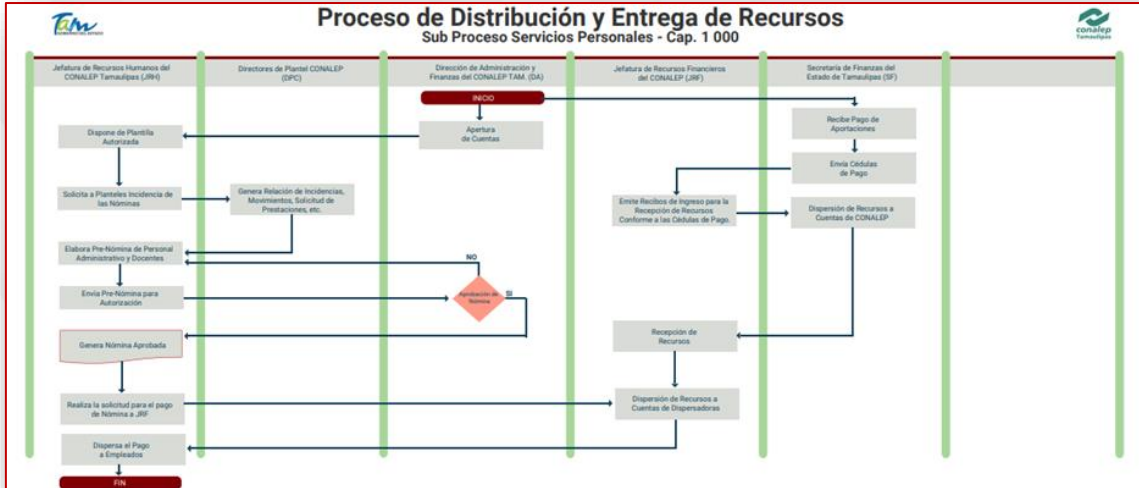 Tam
GOBIERNO DEL ESTADO
Proceso de Distribución y Entrega de Recursos
Sub Proceso Servicios Personales - Cap. 1 000
conalep
Tamaulipas
Jefatura de Recursos Humanos del
CONALEP Tamaulipas (JRH)
Directores de Plantel CONALEP
(DPC)
Dirección de Administración y
Finanzas del CONALEP TAM. (DA)
Jefatura de Recursos Financieros
del CONALEP (JRF)
Secretaría de Finanzas del
Estado de Tamaulipas (SF)
INICIO
Apertura
de Cuentas
Recibe Pago de
Aportaciones
Dispone de Plantilla
Autorizada
Envía Cédulas
de Pago
Solicita a Planteles Incidencia de
las Nóminas
Genera Relación de Incidencias,
Movimientos, Solicitud de
Prestaciones, etc.
Emite Recibos de Ingreso para la
Recepción de Recursos
Conforme a las Cédulas de Pago.
Dispersión de Recursos a
Cuentas de CONALEP
Elabora Pre-Nómina de Personal
Administrativo y Docentes
NO
Envía Pre-Nómina para
Autorización
Aprobación de
Nómina
SI
Genera Nómina Aprobada
Recepción de
Recursos
Realiza la solicitud para el pago
de Nómina a JRF
Dispersión de Recursos a
Cuentas de Dispersadoras
Dispersa el Pago
a Empleados
FIN